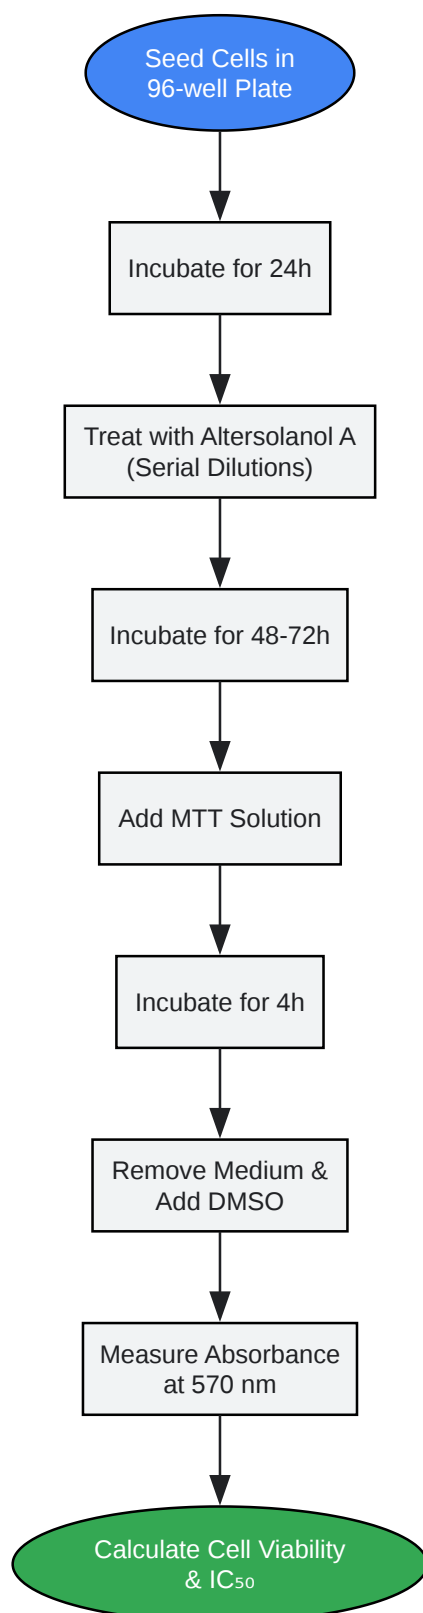 Seed Cells in
96-well Plate
Incubate for 24h
Treat with Altersolanol A
(Serial Dilutions)
Incubate for 48-72h
Add MTT Solution
Incubate for 4h
Remove Medium &
Add DMSO
Measure Absorbance
at 570 nm
Calculate Cell Viability
& IC₅₀